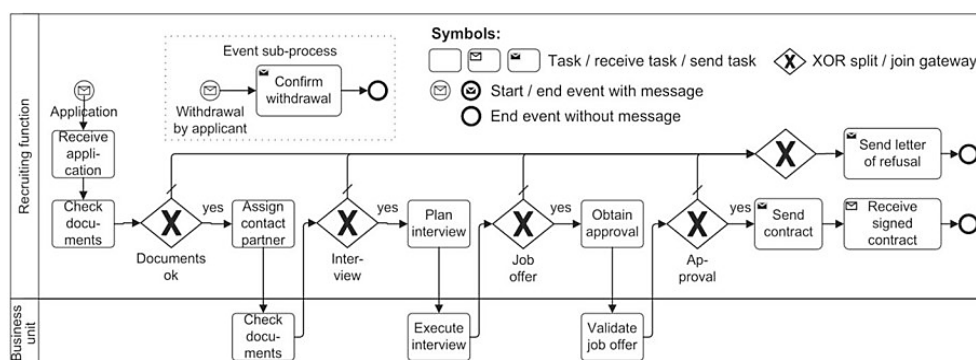 Symbols:
Task / receive task / send task
XOR split / join gateway
Start / end event with message
End event without message
Event sub-process
Confirm
withdrawal
Withdrawal
by applicant
Recruiting function
Application
Receive
appli-
cation
Check
docu-
ments
X
Documents
ok
yes
Assign
contact
partner
X
Inter-
view
yes
Plan
interview
X
Job
offer
yes
Obtain
approval
X
Ap-
proval
yes
Send
contract
Receive
signed
contract
X
Send letter
of refusal
X
Business
unit
Check
docu-
ments
Execute
interview
Validate
job offer